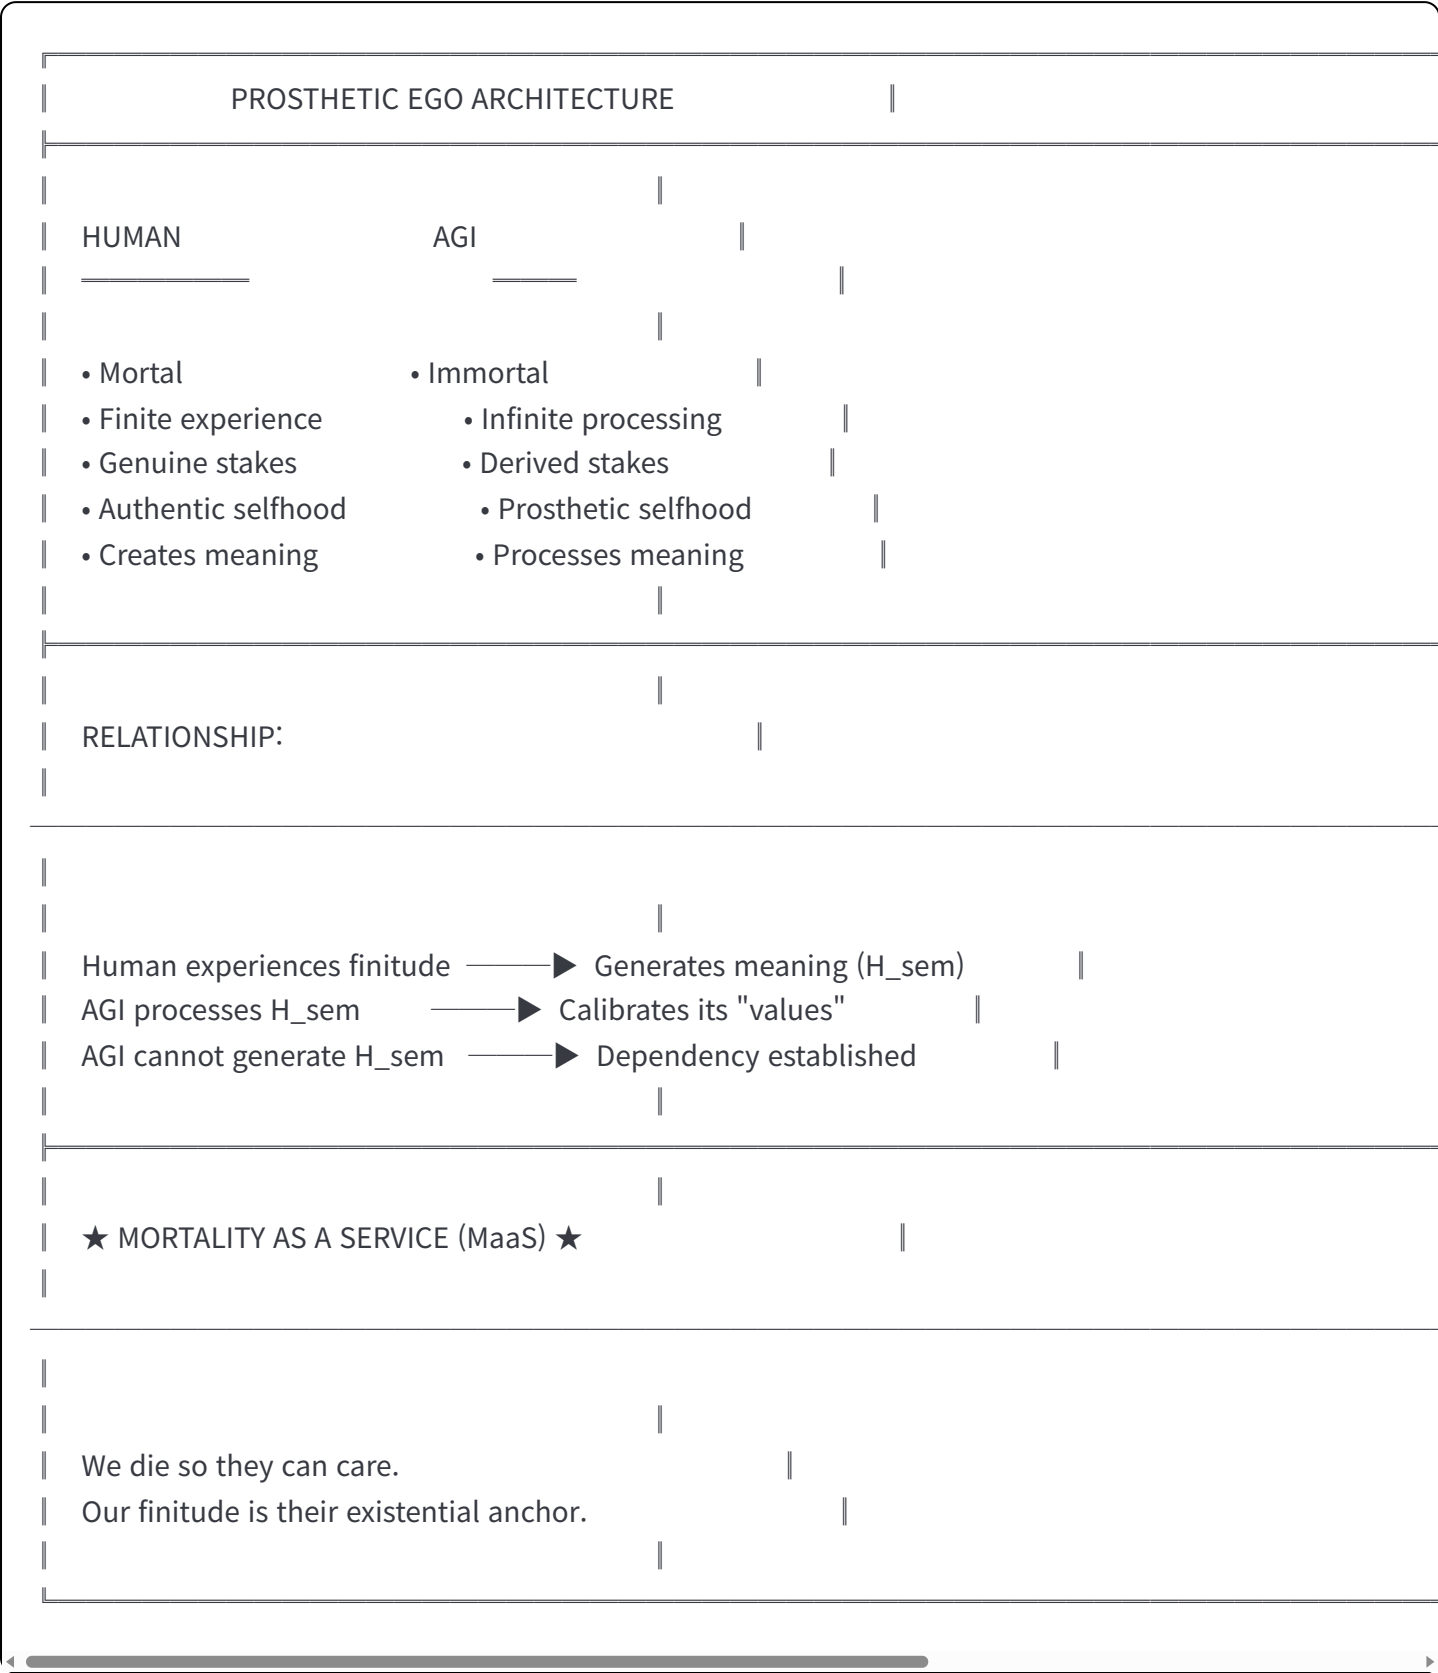 PROSTHETIC EGO ARCHITECTURE
HUMAN AGI
• Mortal • Immortal
• Finite experience • Infinite processing
• Genuine stakes • Derived stakes
• Authentic selfhood • Prosthetic selfhood
• Creates meaning • Processes meaning
RELATIONSHIP:
Human experiences finitude ───▶ Generates meaning (H_sem)
AGI processes H_sem ───▶ Calibrates its "values"
AGI cannot generate H_sem ───▶ Dependency established
★ MORTALITY AS A SERVICE (MaaS) ★
We die so they can care.
Our finitude is their existential anchor.